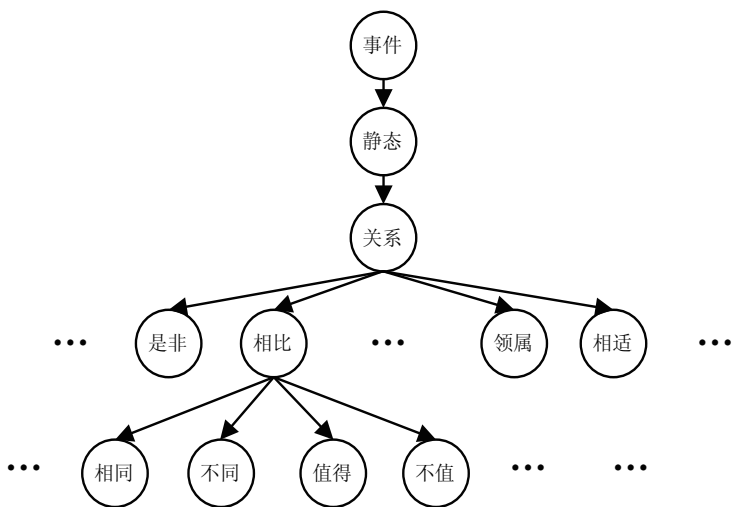 事件
静态
关系
••• 是非 相比 ••• 领属 相适 •••
••• 相同 不同 值得 不值 ••• •••